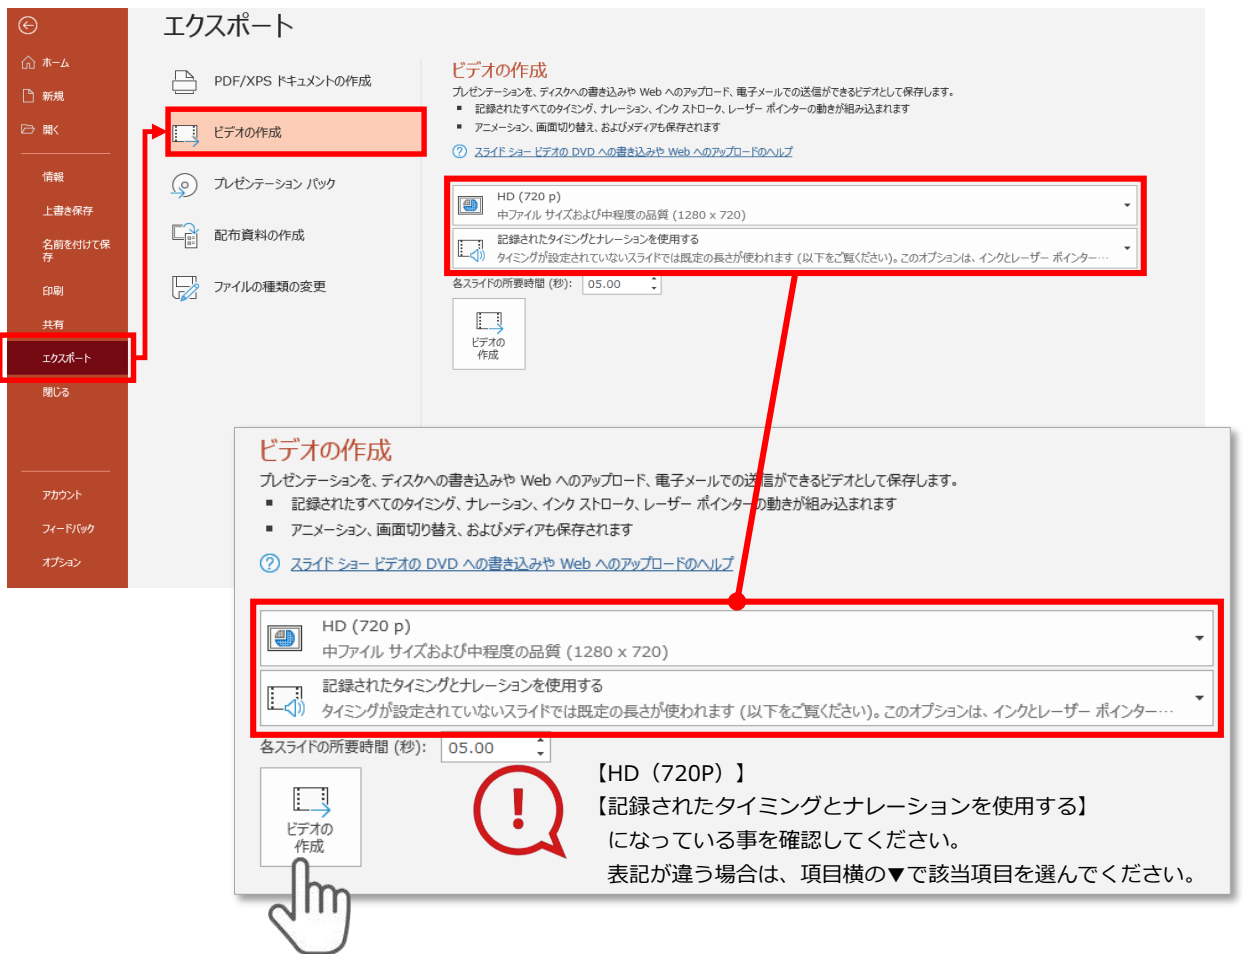 エクスポート
ホーム
新規
開く
情報
上書き保存
名前を付けて保
存
印刷
共有
エクスポート
閉じる
アカウント
フィードバック
オプション
PDF/XPS ドキュメントの作成
ビデオの作成
プレゼンテーション パック
配布資料の作成
ファイルの種類の変更
ビデオの作成
プレゼンテーションを、ディスクへの書き込みや Web へのアップロード、電子メールでの送信ができるビデオとして保存します。
▪ 記録されたすべてのタイミング、ナレーション、インク ストローク、レーザー ポインターの動きが組み込まれます
▪ アニメーション、画面切り替え、およびメディアも保存されます
? スライド ショー ビデオの DVD への書き込みや Web へのアップロードのヘルプ
HD (720 p)
中ファイル サイズおよび中程度の品質 (1280 x 720)
記録されたタイミングとナレーションを使用する
タイミングが設定されていないスライドでは既定の長さが使われます (以下をご覧ください)。このオプションは、インクとレーザー ポインター…
各スライドの所要時間 (秒): 05.00
ビデオの
作成
ビデオの作成
プレゼンテーションを、ディスクへの書き込みや Web へのアップロード、電子メールでの送信ができるビデオとして保存します。
▪ 記録されたすべてのタイミング、ナレーション、インク ストローク、レーザー ポインターの動きが組み込まれます
▪ アニメーション、画面切り替え、およびメディアも保存されます
? スライド ショー ビデオの DVD への書き込みや Web へのアップロードのヘルプ
HD (720 p)
中ファイル サイズおよび中程度の品質 (1280 x 720)
記録されたタイミングとナレーションを使用する
タイミングが設定されていないスライドでは既定の長さが使われます (以下をご覧ください)。このオプションは、インクとレーザー ポインター…
各スライドの所要時間 (秒): 05.00
ビデオの
作成
!
【HD（720P）】
【記録されたタイミングとナレーションを使用する】
になっている事を確認してください。
表記が違う場合は、項目横の▼で該当項目を選んでください。